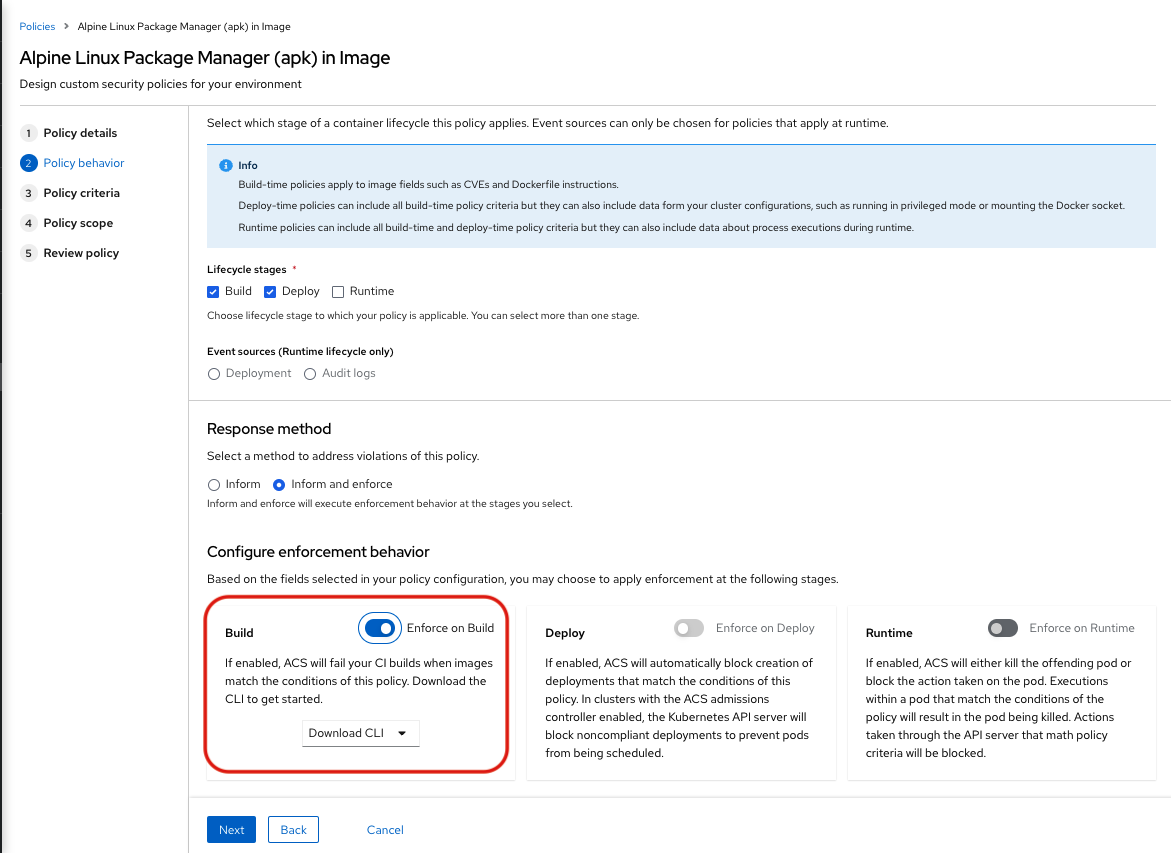 Policies > Alpine Linux Package Manager (apk) in Image
Alpine Linux Package Manager (apk) in Image
Design custom security policies for your environment
1 Policy details
2 Policy behavior
3 Policy criteria
4 Policy scope
5 Review policy
Select which stage of a container lifecycle this policy applies. Event sources can only be chosen for policies that apply at runtime.
Info
Build-time policies apply to image fields such as CVEs and Dockerfile instructions.
Deploy-time policies can include all build-time policy criteria but they can also include data form your cluster configurations, such as running in privileged mode or mounting the Docker socket.
Runtime policies can include all build-time and deploy-time policy criteria but they can also include data about process executions during runtime.
Lifecycle stages *
Build Deploy Runtime
Choose lifecycle stage to which your policy is applicable. You can select more than one stage.
Event sources (Runtime lifecycle only)
Deployment Audit logs
Response method
Select a method to address violations of this policy.
Inform Inform and enforce
Inform and enforce will execute enforcement behavior at the stages you select.
Configure enforcement behavior
Based on the fields selected in your policy configuration, you may choose to apply enforcement at the following stages.
Build Enforce on Build
If enabled, ACS will fail your CI builds when images
match the conditions of this policy. Download the
CLI to get started.
Download CLI
Deploy Enforce on Deploy
If enabled, ACS will automatically block creation of
deployments that match the conditions of this
policy. In clusters with the ACS admissions
controller enabled, the Kubernetes API server will
block noncompliant deployments to prevent pods
from being scheduled.
Runtime Enforce on Runtime
If enabled, ACS will either kill the offending pod or
block the action taken on the pod. Executions
within a pod that match the conditions of the
policy will result in the pod being killed. Actions
taken through the API server that math policy
criteria will be blocked.
Next Back Cancel